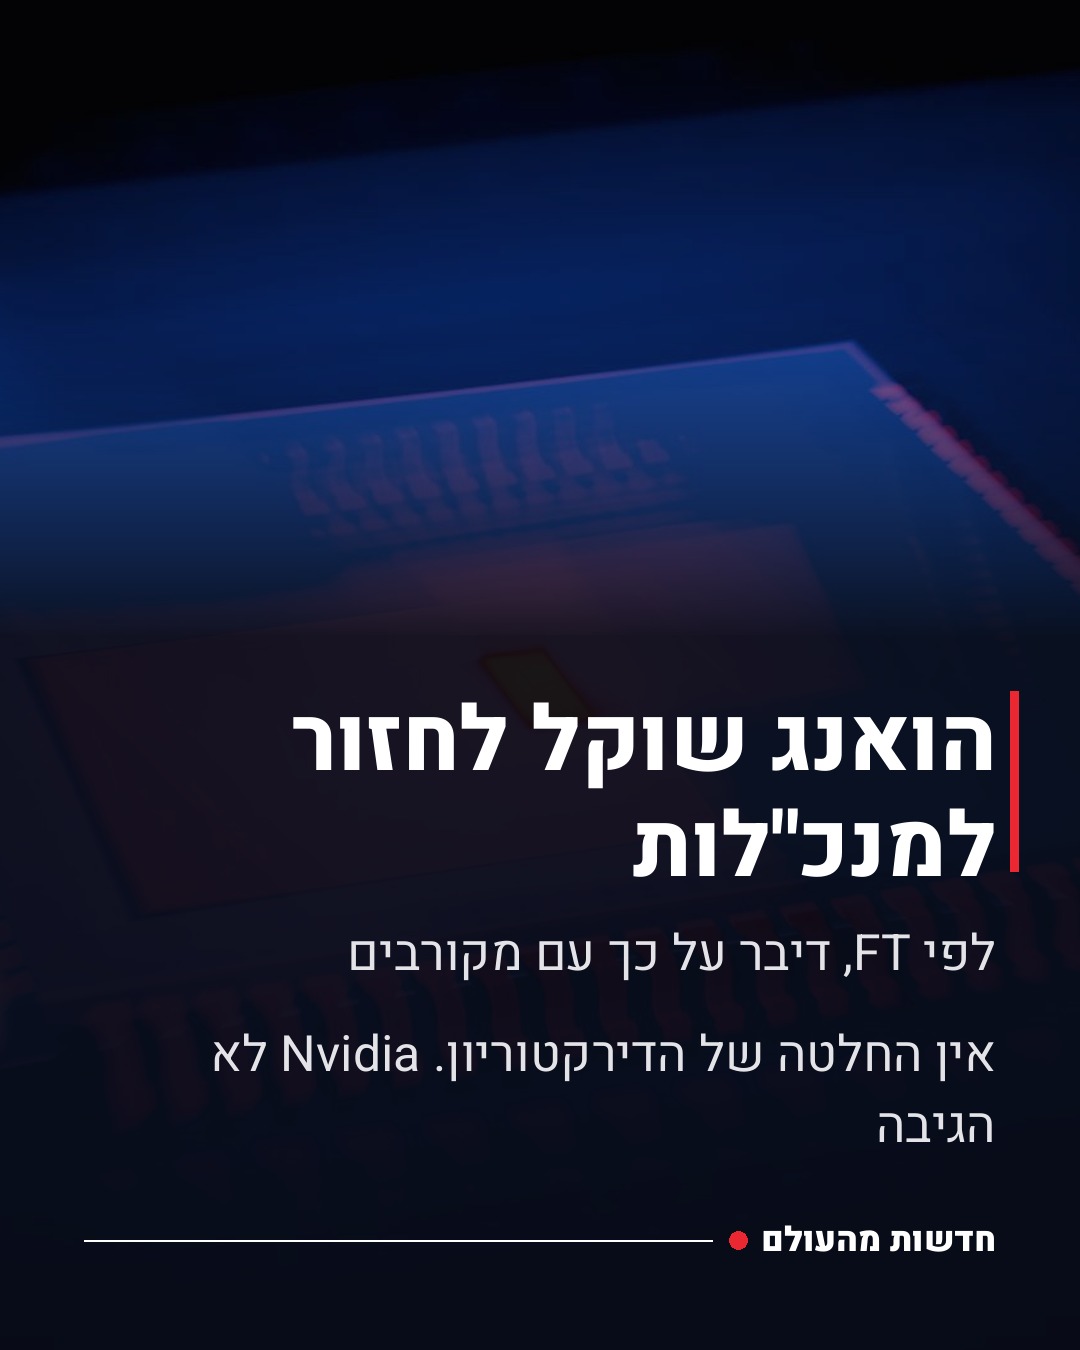 הואנג שוקל לחזור
למנכ"לות
לפי FT, דיבר על כך עם מקורבים
אין החלטה של הדירקטוריון. Nvidia לא
הגיבה
חדשות מהעולם